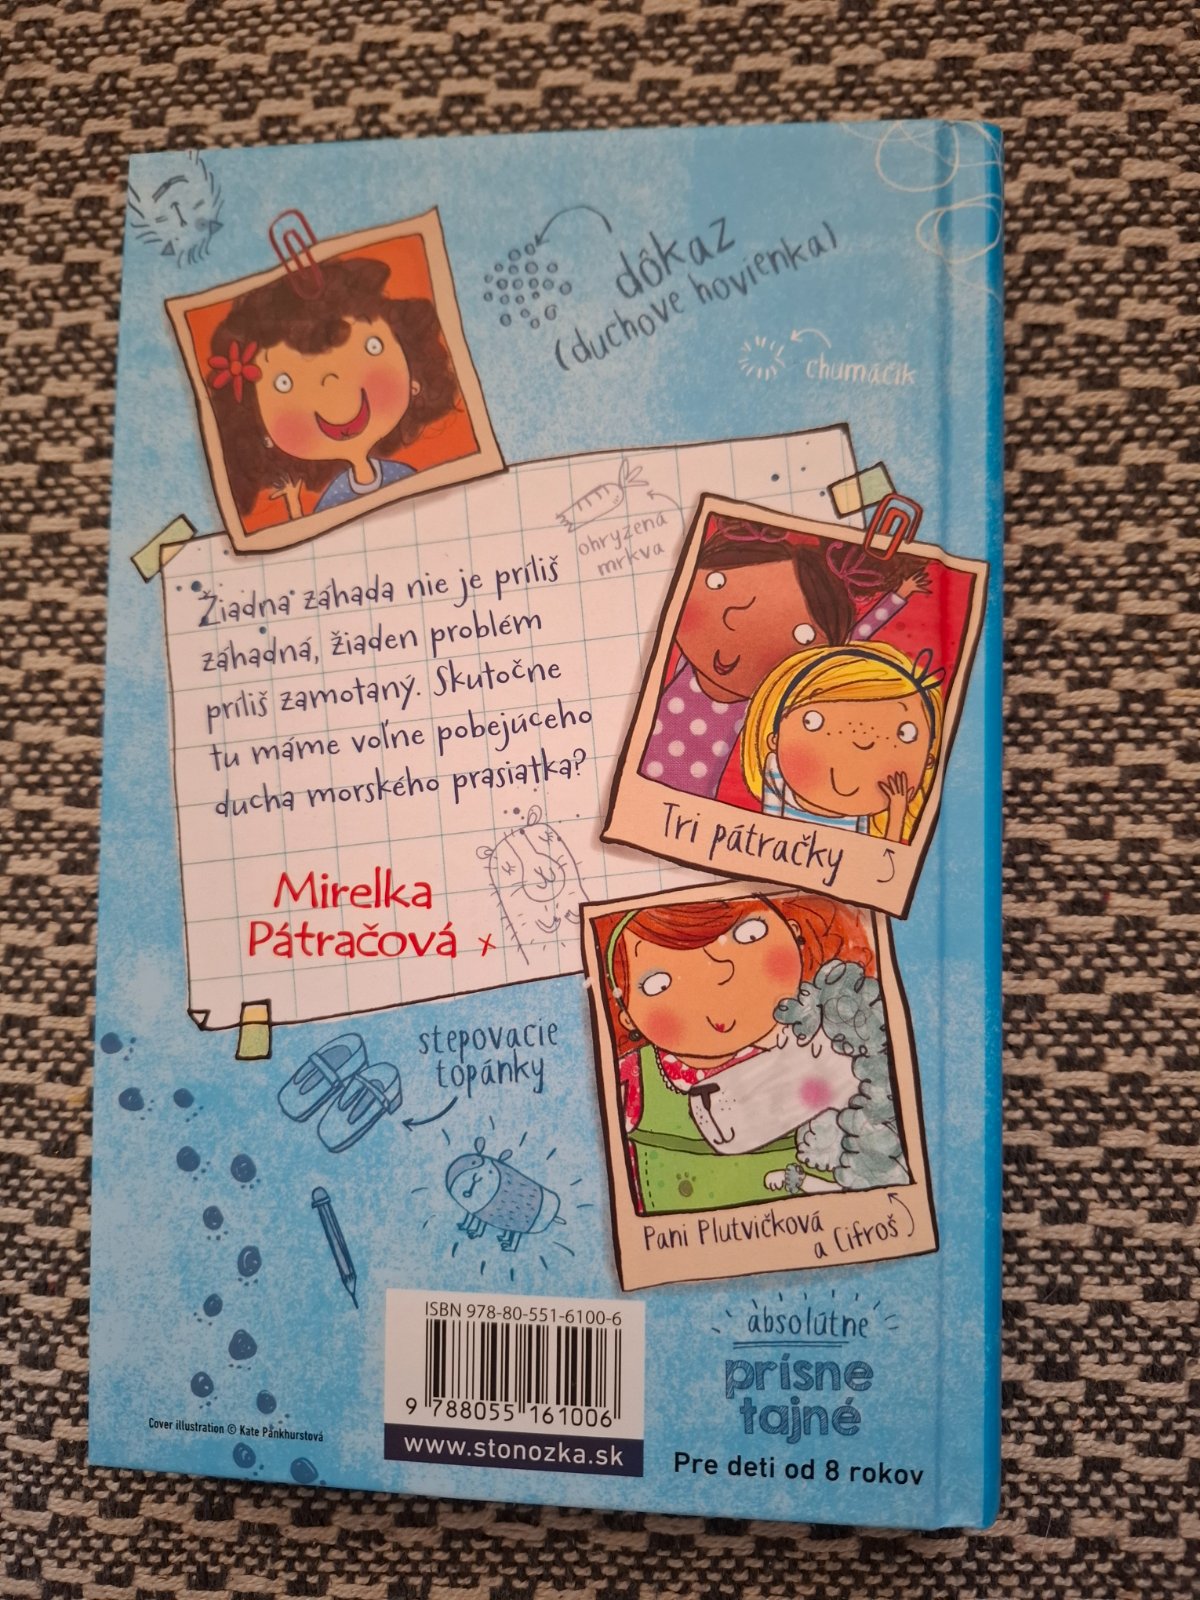 dôkaz
(duchove hovienka)
chumáčik
ohryzená
mrkva
Žiadna záhada nie je príliš
záhadná, žiaden problém
príliš zamotaný. Skutočne
tu máme voľne pobejúceho
ducha morského prasiatka?
Mirelka
Pátračová x
Tri pátračky
stepovacie
topánky
Pani Plutvičková
a Cifroš
ISBN 978-80-551-6100-6
9 788055 161006
www.stonozka.sk
absolútne
prísne
tajné
Pre deti od 8 rokov
Cover illustration © Kate Pankhurstová